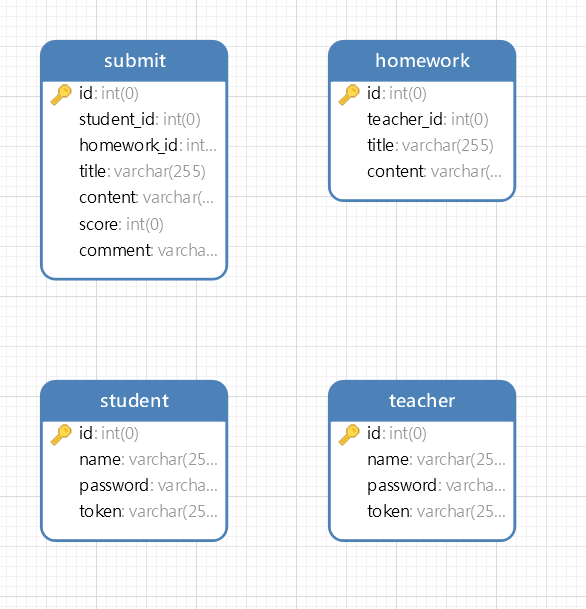 submit
id: int(0)
student_id: int(0)
homework_id: int...
title: varchar(255)
content: varchar(...
score: int(0)
comment: varcha...
homework
id: int(0)
teacher_id: int(0)
title: varchar(255)
content: varchar(...
student
id: int(0)
name: varchar(25...
password: varcha...
token: varchar(25...
teacher
id: int(0)
name: varchar(25...
password: varcha...
token: varchar(25...